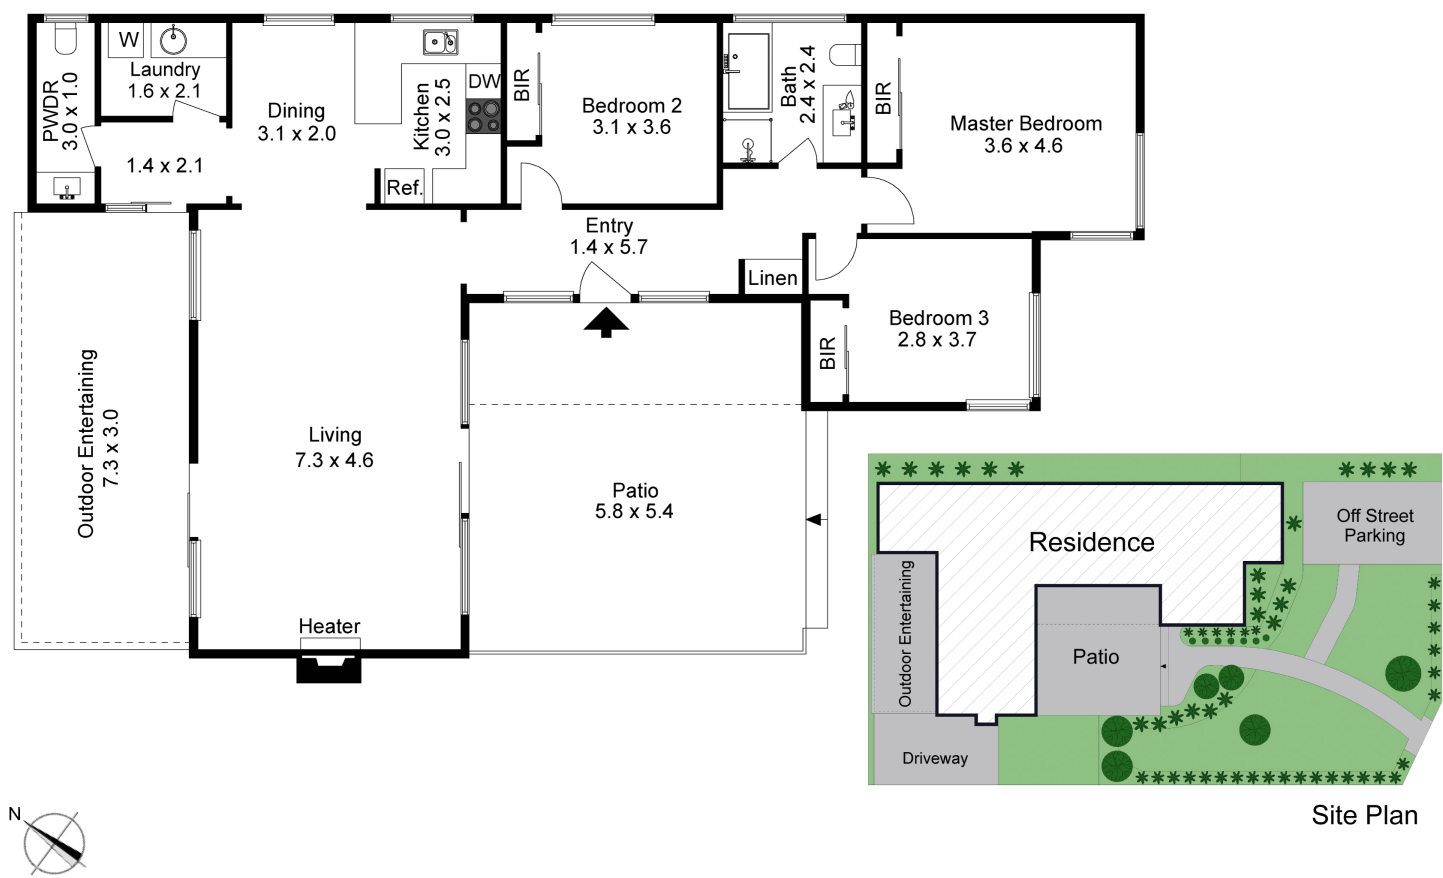 PWDR
3.0 x 1.0
W
Laundry
1.6 x 2.1
1.4 x 2.1
Dining
3.1 x 2.0
Kitchen
3.0 x 2.5
DW
Ref.
BIR
Bedroom 2
3.1 x 3.6
Bath
2.4 x 2.4
BIR
Master Bedroom
3.6 x 4.6
Entry
1.4 x 5.7
Linen
BIR
Bedroom 3
2.8 x 3.7
Outdoor Entertaining
7.3 x 3.0
Living
7.3 x 4.6
Patio
5.8 x 5.4
Heater
Residence
Off Street
Parking
Outdoor Entertaining
Patio
Driveway
Site Plan
N